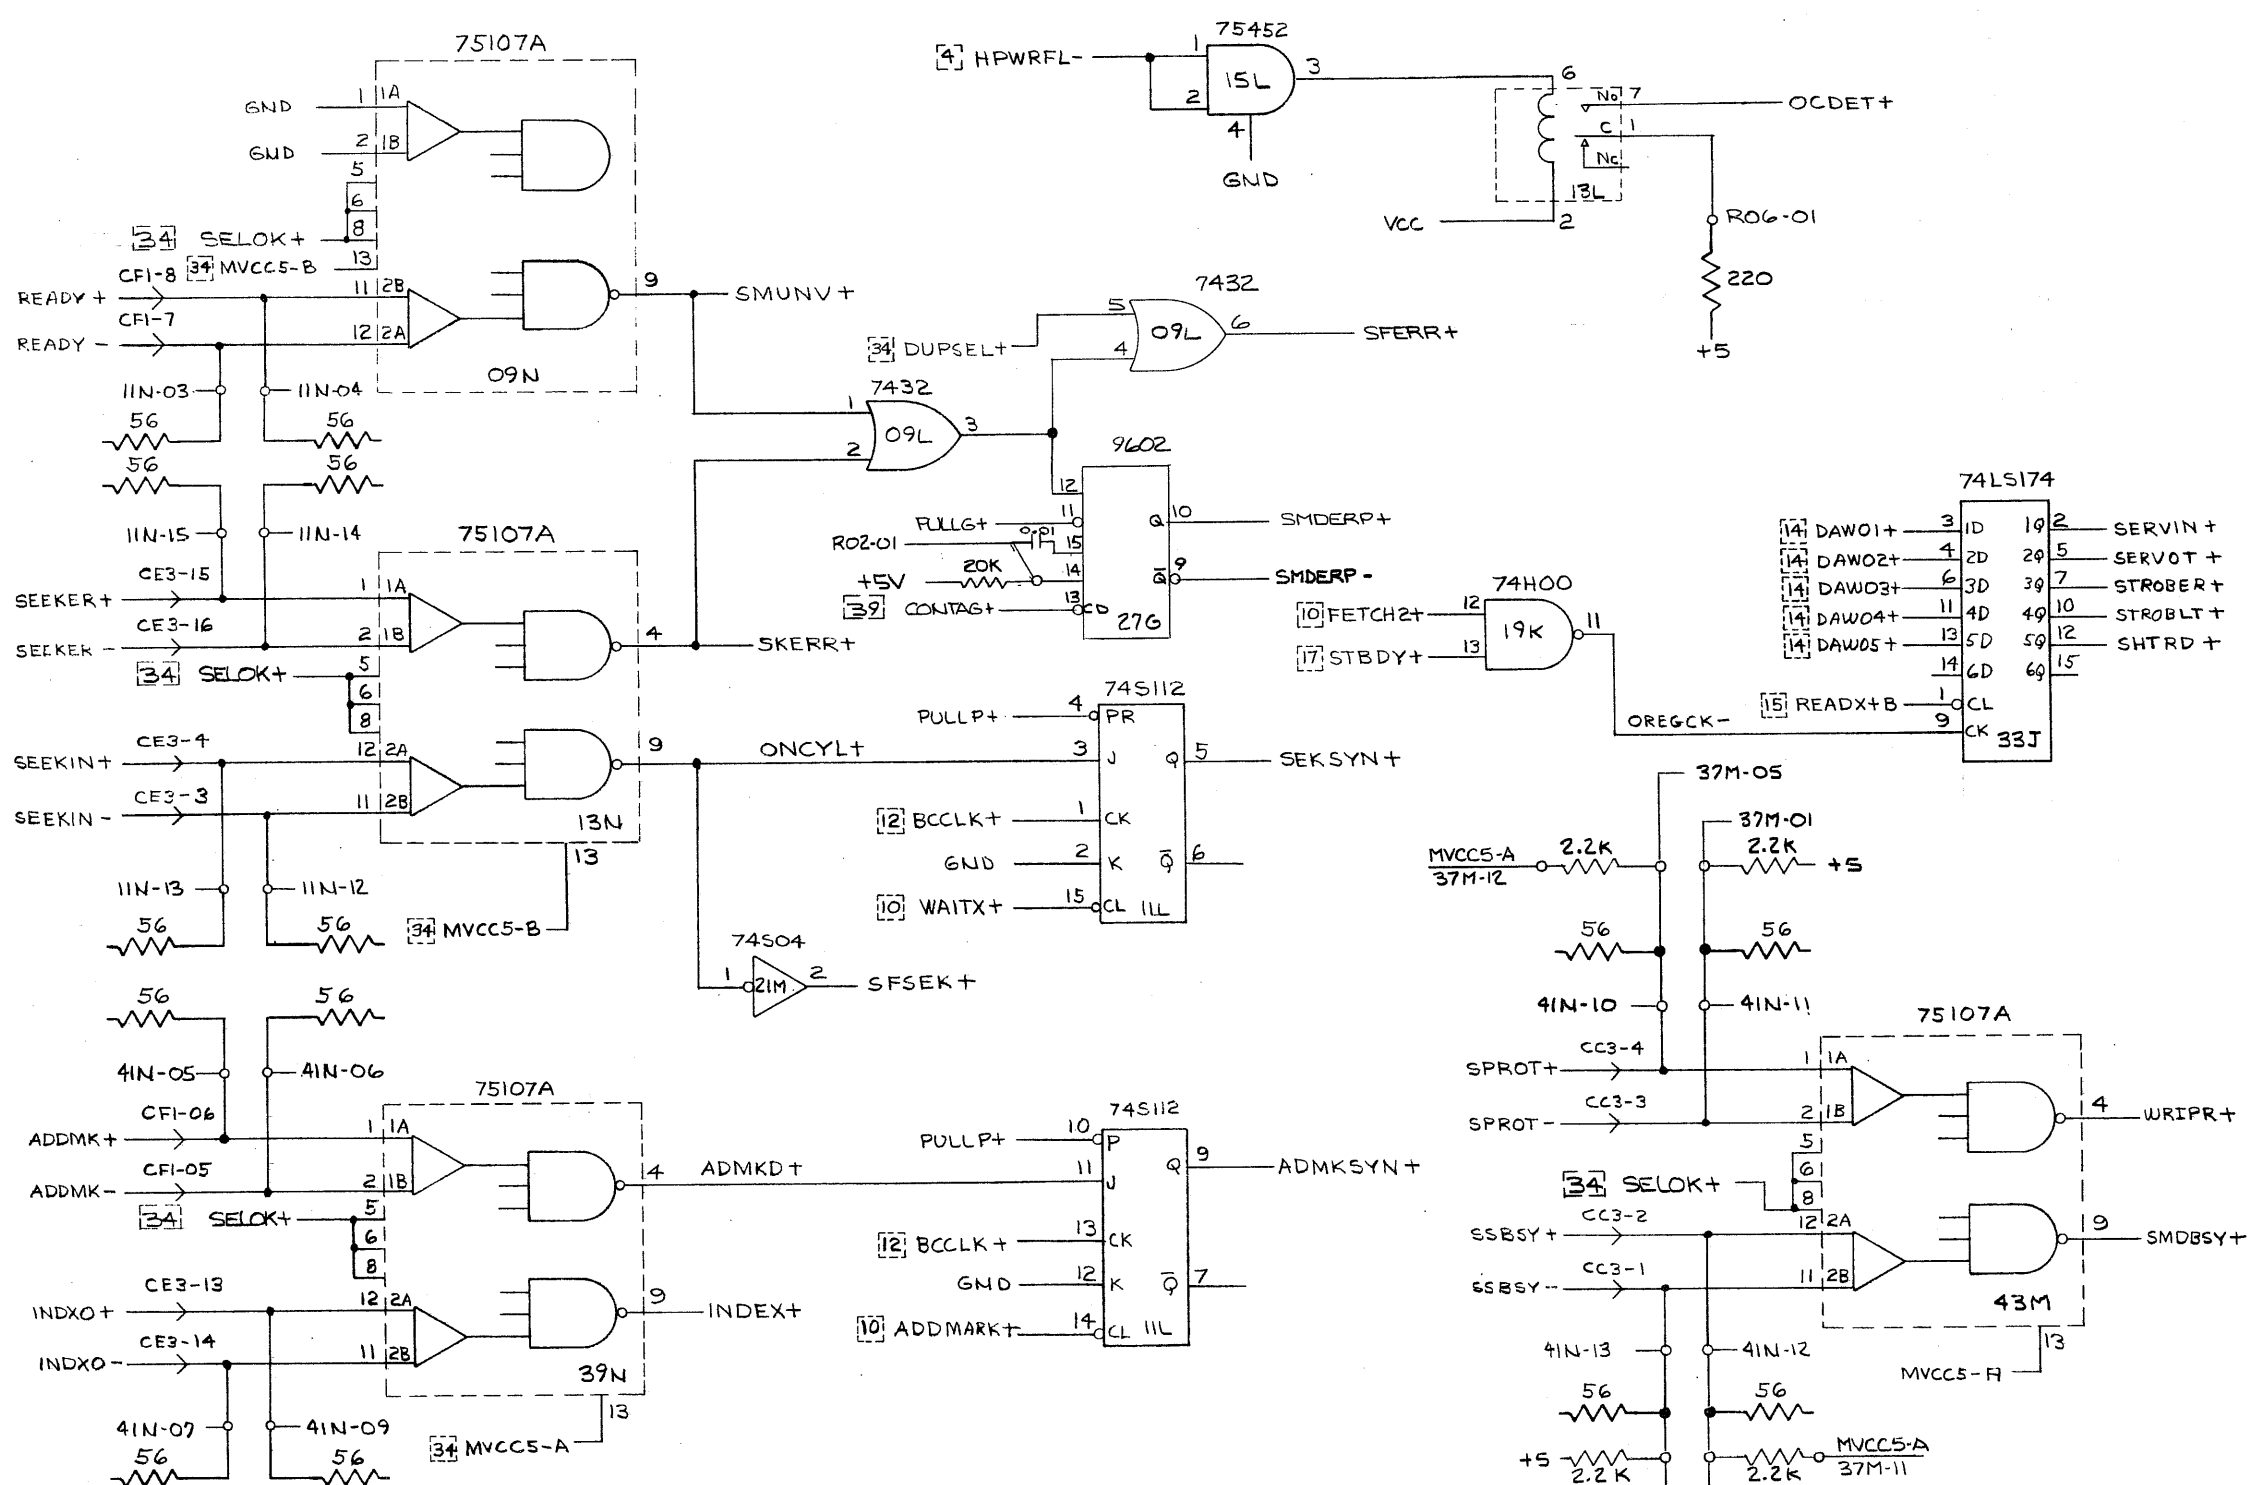 75107A
GND 1 1A
GND 2 1B
5
6
8
[34] SELOK+
13
[34] MVCC5-B
CF1-8
READY+ 11 2B
CF1-7
READY- 12 2A
9 SMUNV+
09N
11N-03 11N-04
56 56
56 56
11N-15 11N-14
75107A
CE3-15
SEEKER+ 1 1A
CE3-16
SEEKER- 2 1B
4 SKERR+
[34] SELOK+ 5
6
8
CE3-4
SEEKIN+ 12 2A
CE3-3
SEEKIN- 11 2B
9 ONCYL+
13N
13
[34] MVCC5-B
11N-13 11N-12
56 56
74S04
1 21M 2 SFSEK+
56 56
41N-05 41N-06
75107A
CF1-06
ADDMK+ 1 1A
CF1-05
ADDMK- 2 1B
4 ADMKD+
[34] SELOK+ 5
6
8
CE3-13
INDXO+ 12 2A
CE3-14
INDXO- 11 2B
9 INDEX+
39N
13
[34] MVCC5-A
41N-07 41N-09
56 56
75452
[4] HPWRFL- 1
2
15L 3
4
GND
6
NO 7 OCDET+
C 1
NC
13L
VCC 2
R06-01
220
+5
7432
[34] DUPSEL+ 5
4
09L 6 SFERR+
7432
1
2
09L 3
9602
12
PULLG+ 11
R02-01 0.01 15
+5V 20K 14
[39] CONTAG+ 13 CD
Q 10 SMDERP+
Q 9 SMDERP-
27G
74S112
PULLP+ 4 PR
3 J
Q 5 SEKSYN+
[12] BCCLK+ 1 CK
GND 2 K
Q 6
[10] WAITX+ 15 CL 11L
74S112
PULLP+ 10 P
11 J
Q 9 ADMKSYN+
[12] BCCLK+ 13 CK
GND 12 K
Q 7
[10] ADDMARK+ 14 CL 11L
74H00
[10] FETCH2+ 12
[17] STBDY+ 13
19K 11
OREGCK-
74LS174
[14] DAW01+ 3 1D 1Q 2 SERVIN+
[14] DAW02+ 4 2D 2Q 5 SERVOT+
[14] DAW03+ 6 3D 3Q 7 STROBER+
[14] DAW04+ 11 4D 4Q 10 STROBLT+
[14] DAW05+ 13 5D 5Q 12 SHTRD+
14 6D 6Q 15
[15] READX+B 1 CL
9 CK 33J
37M-05
37M-01
MVCC5-A
37M-12
2.2K 2.2K +5
56 56
41N-10 41N-11
75107A
CC3-4
SPROT+ 1 1A
CC3-3
SPROT- 2 1B
4 WRIPR+
5
6
8
[34] SELOK+
CC3-2
SSBSY+ 12 2A
CC3-1
SSBSY- 11 2B
9 SMDBSY+
43M
13
MVCC5-A
41N-13 41N-12
56 56
+5 2.2K 2.2K
MVCC5-A
37M-11